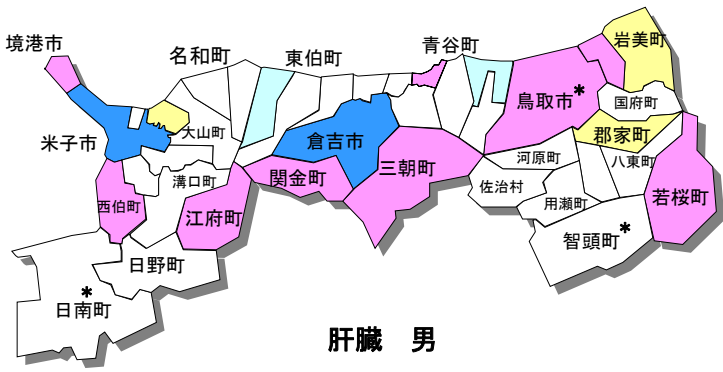 境港市
名和町
東伯町
青谷町
岩美町
米子市
大山町
倉吉市
鳥取市*
国府町
郡家町
八東町
河原町
三朝町
関金町
溝口町
西伯町
江府町
佐治村
用瀬町
若桜町
智頭町*
日野町
*
日南町
肝臓 男